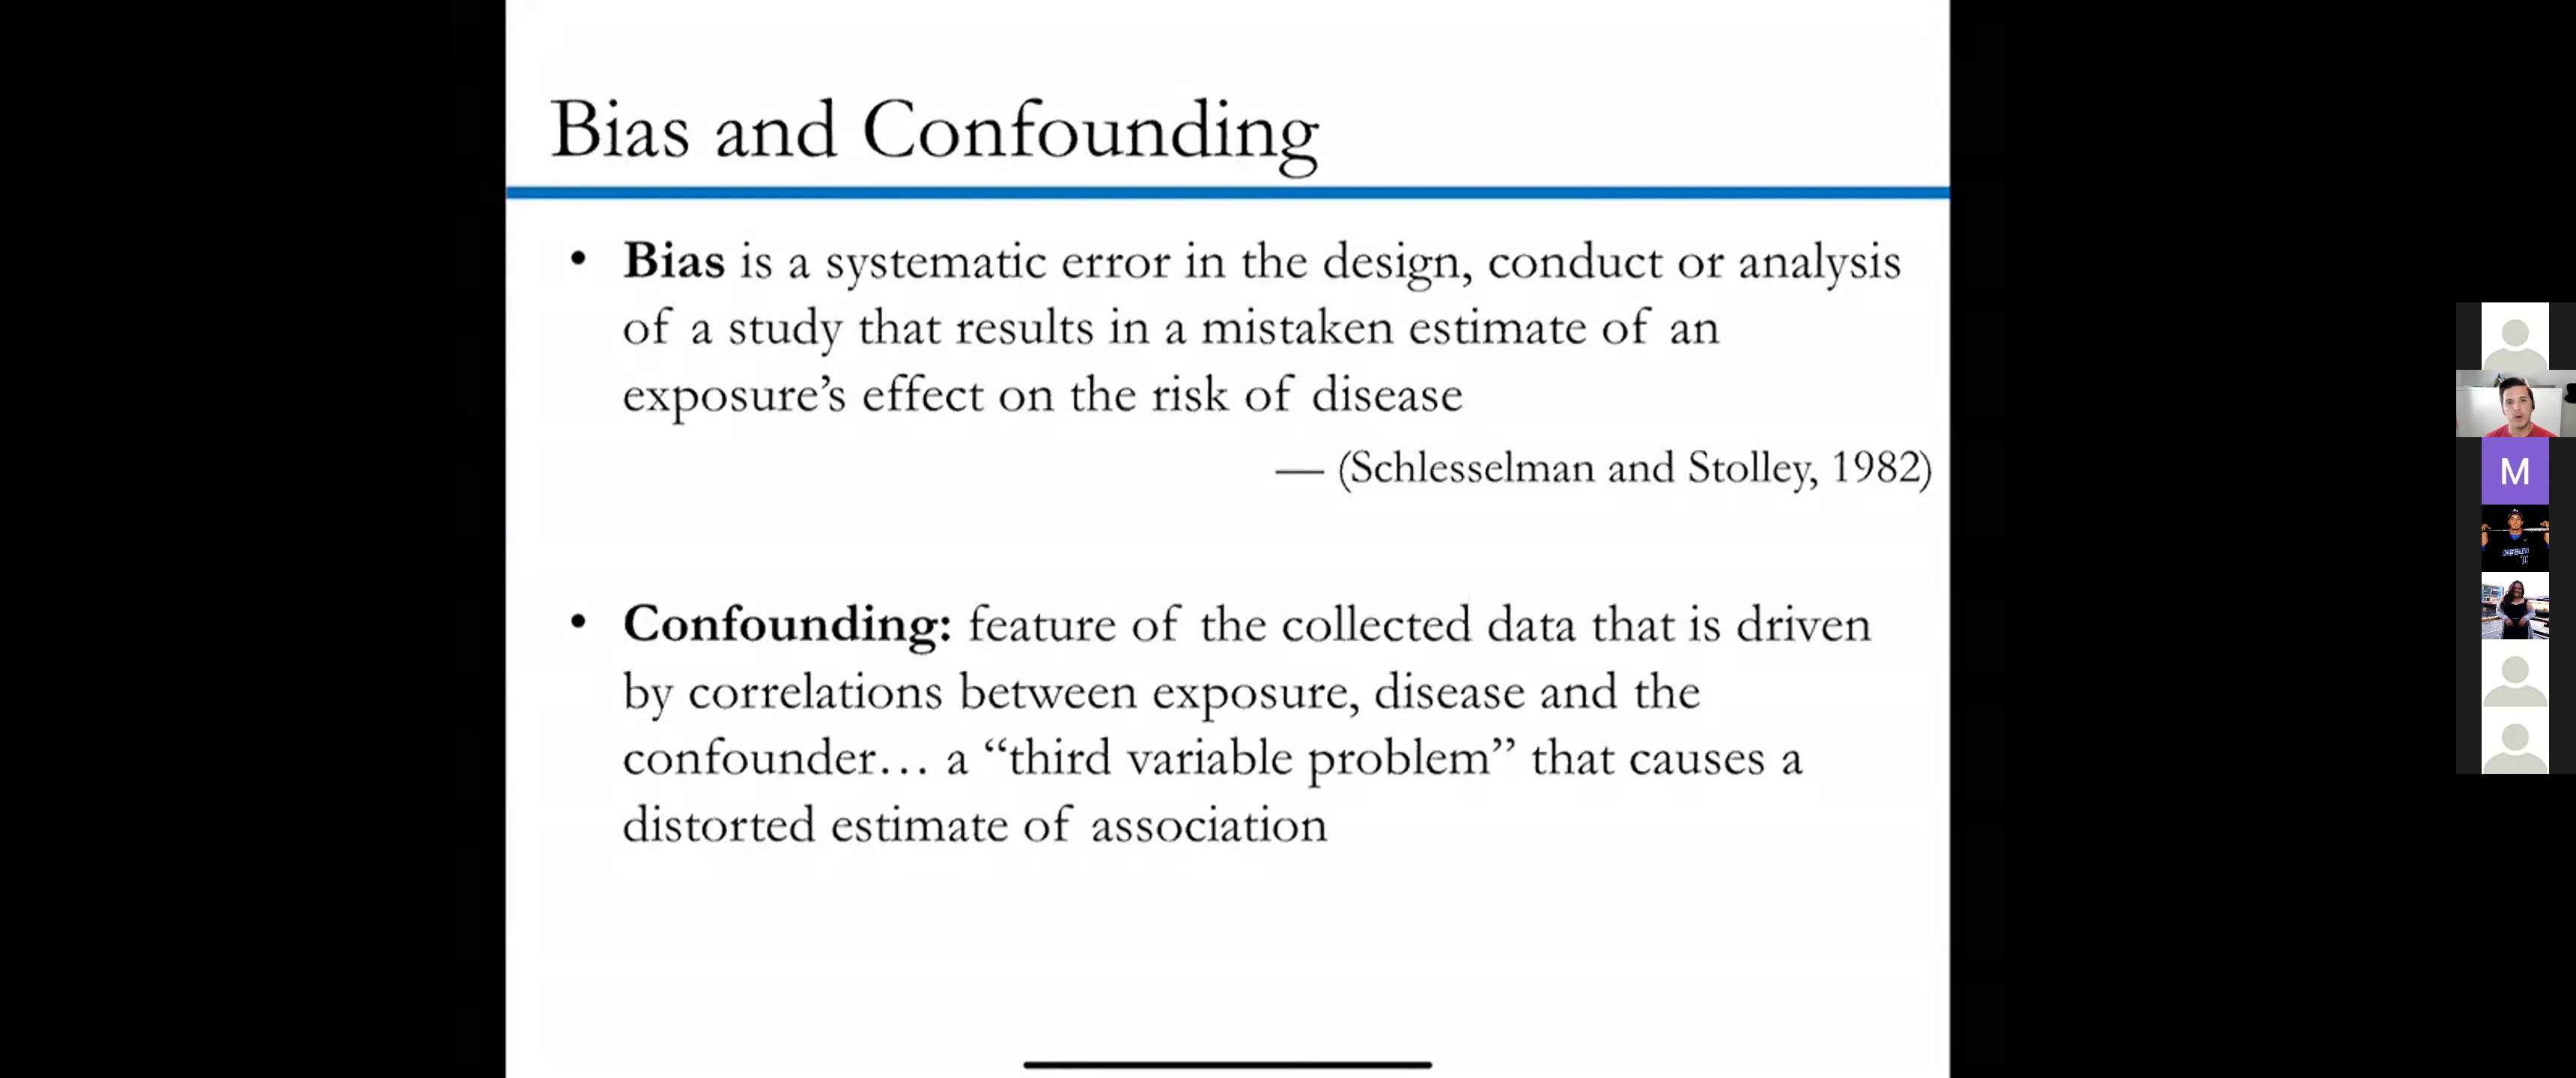 Bias and Confounding
• Bias is a systematic error in the design, conduct or analysis
of a study that results in a mistaken estimate of an
exposure’s effect on the risk of disease
— (Schlesselman and Stolley, 1982)
• Confounding: feature of the collected data that is driven
by correlations between exposure, disease and the
confounder… a “third variable problem” that causes a
distorted estimate of association
M